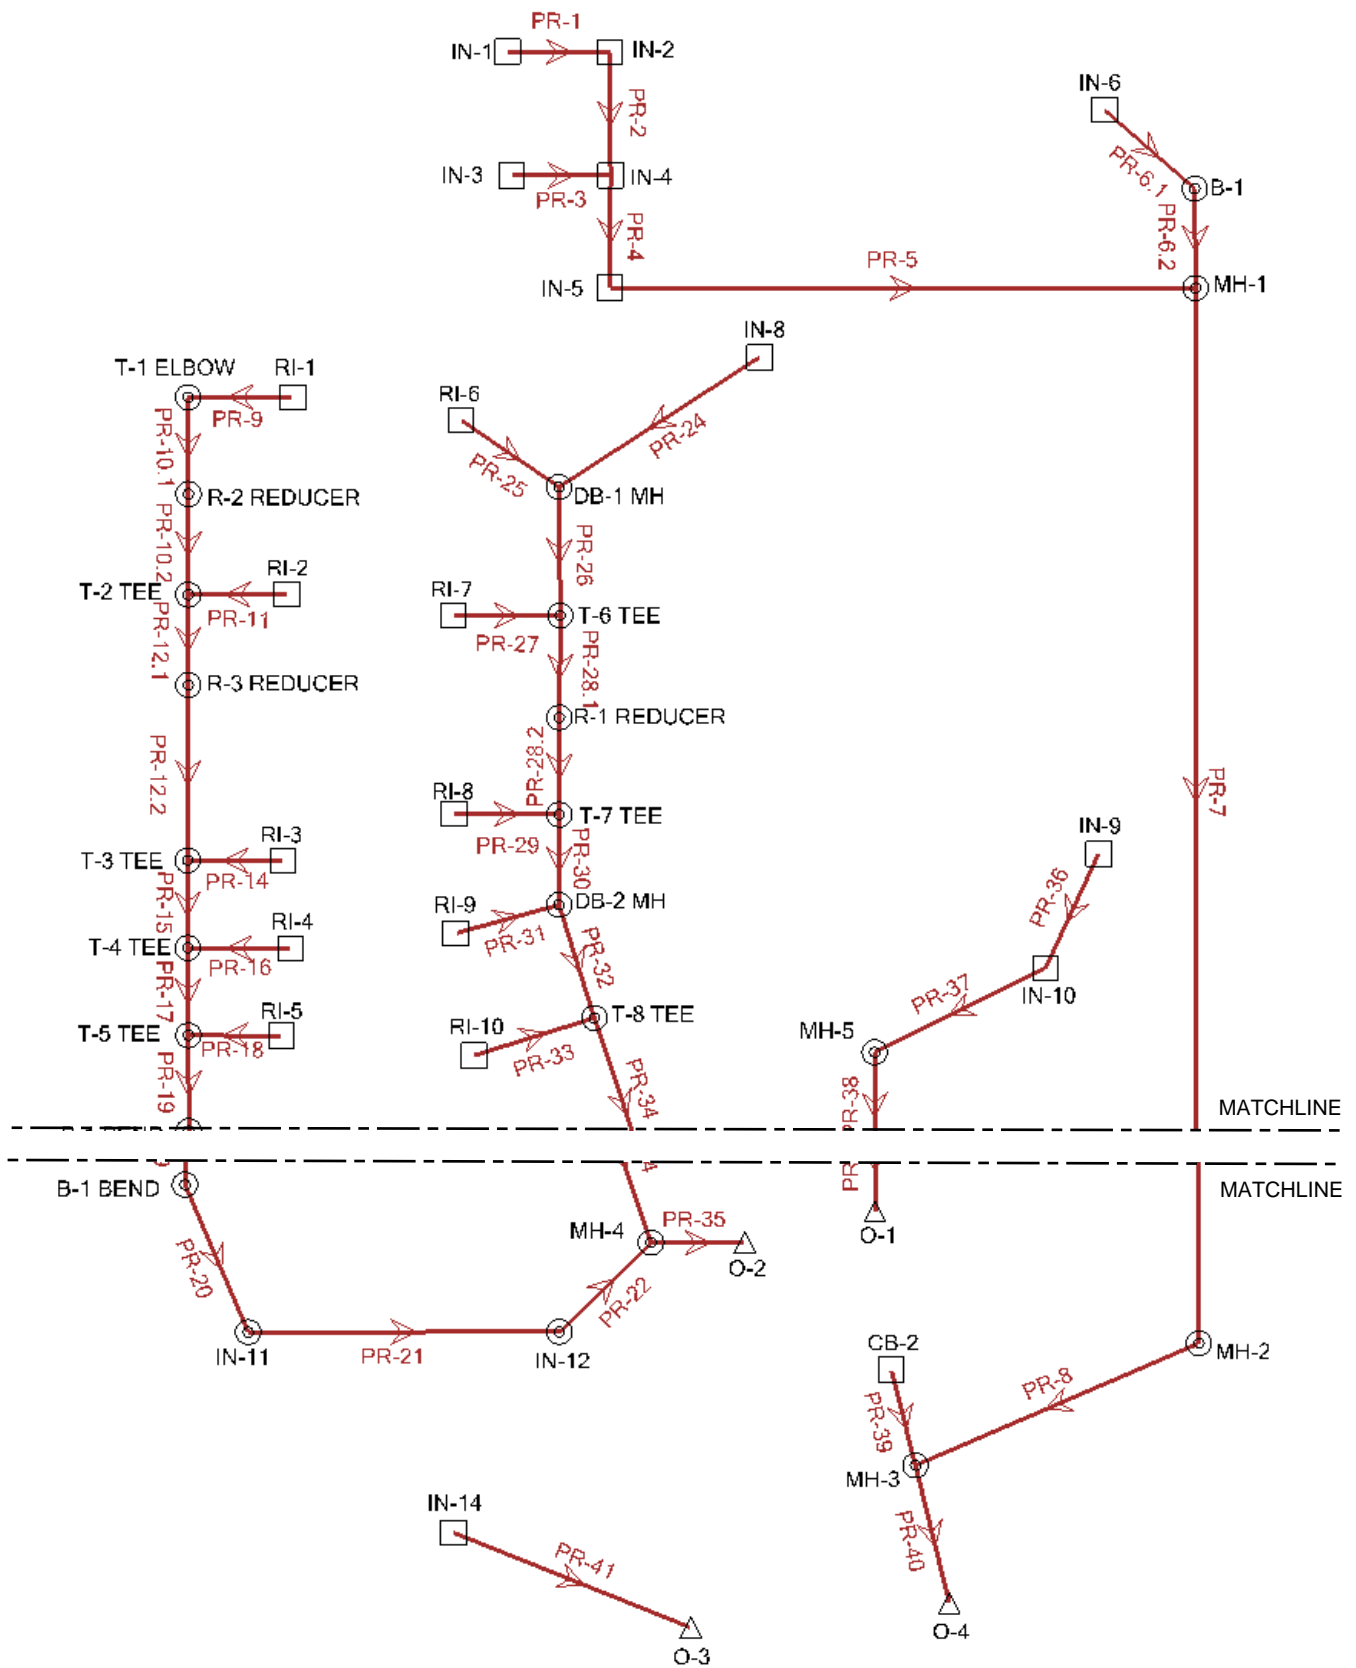 PR-1
IN-1
IN-2
PR-2
IN-6
PR-6.1
IN-3
IN-4
PR-3
B-1
PR-4
PR-6.2
PR-5
IN-5
MH-1
IN-8
T-1 ELBOW
RI-1
RI-6
PR-9
PR-24
PR-10.1
PR-25
R-2 REDUCER
DB-1 MH
PR-10.2
PR-26
RI-2
T-2 TEE
RI-7
PR-11
T-6 TEE
PR-27
PR-12.1
PR-28.1
R-3 REDUCER
R-1 REDUCER
PR-12.2
PR-28.2
PR-7
RI-8
T-7 TEE
RI-3
PR-29
IN-9
T-3 TEE
PR-14
PR-30
PR-15
PR-36
RI-9
DB-2 MH
RI-4
T-4 TEE
PR-31
PR-16
PR-32
PR-17
PR-37
IN-10
RI-5
T-8 TEE
T-5 TEE
MH-5
PR-18
RI-10
PR-33
PR-19
PR-34
PR-38
MATCHLINE
MATCHLINE
B-1 BEND
PR-35
MH-4
O-1
O-2
PR-20
PR-22
IN-11
PR-21
IN-12
CB-2
MH-2
PR-8
PR-39
MH-3
IN-14
PR-40
PR-41
O-4
O-3